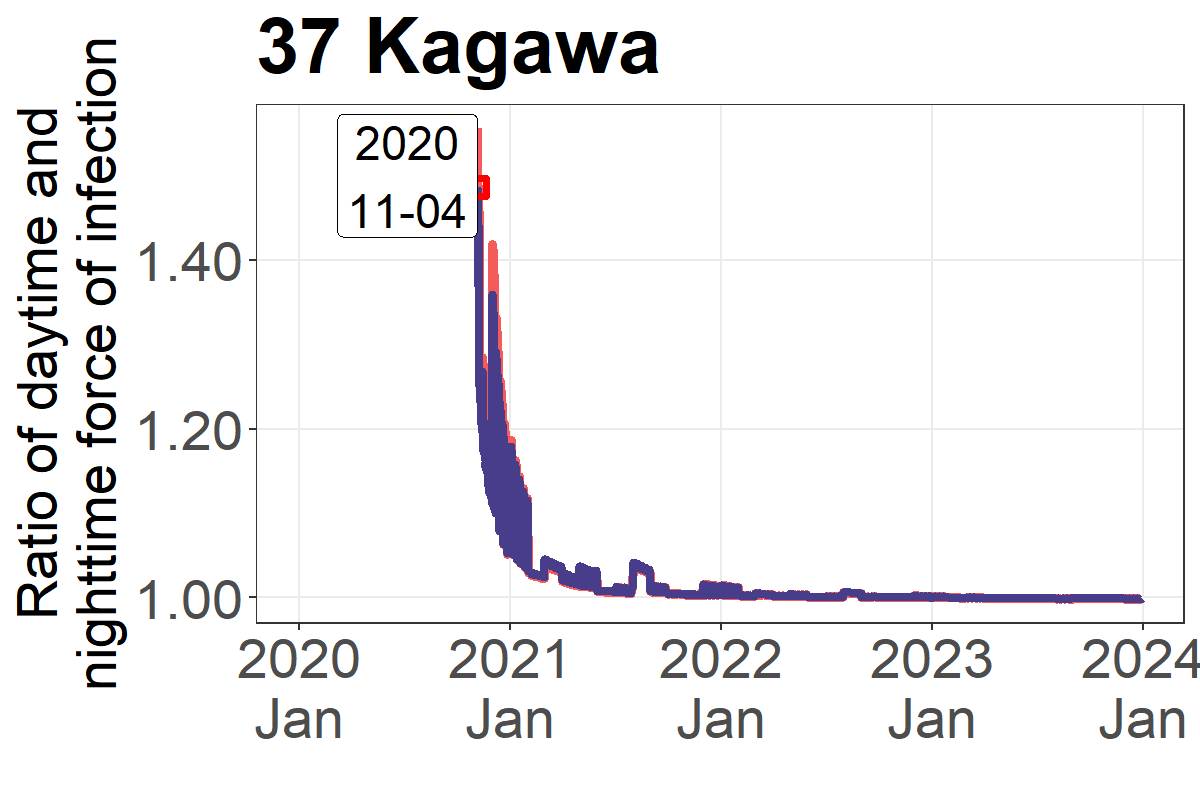 37 Kagawa
Ratio of daytime and
nighttime force of infection
2020
11-04
1.40
1.20
1.00
2020
Jan
2021
Jan
2022
Jan
2023
Jan
2024
Jan